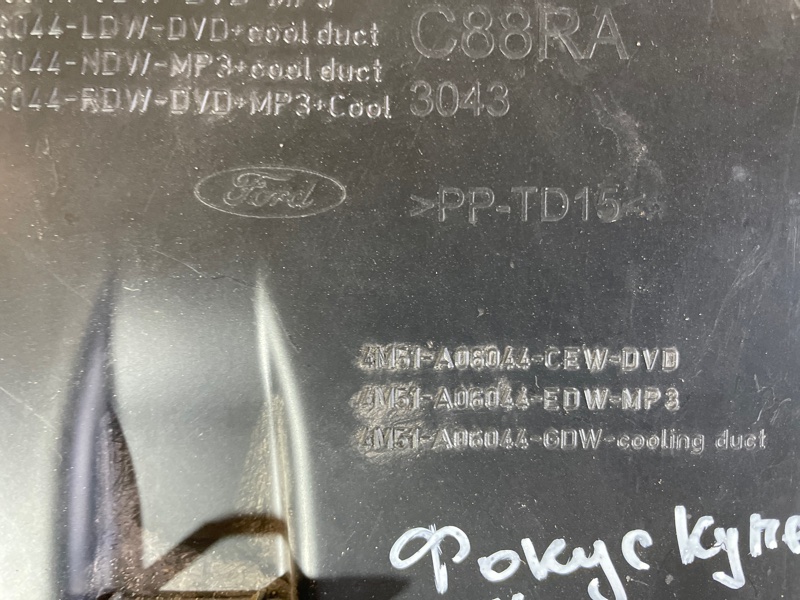 6044-LDW-DVD+cool duct
6044-NDW-MP3+cool duct
6044-RDW-DVD+MP3+Cool
C88RA
3043
Ford
>PP-TD15<
4M51-A06044-CEW-DVD
4M51-A06044-EDW-MP3
4M51-A06044-GDW-cooling duct
Фокус купе